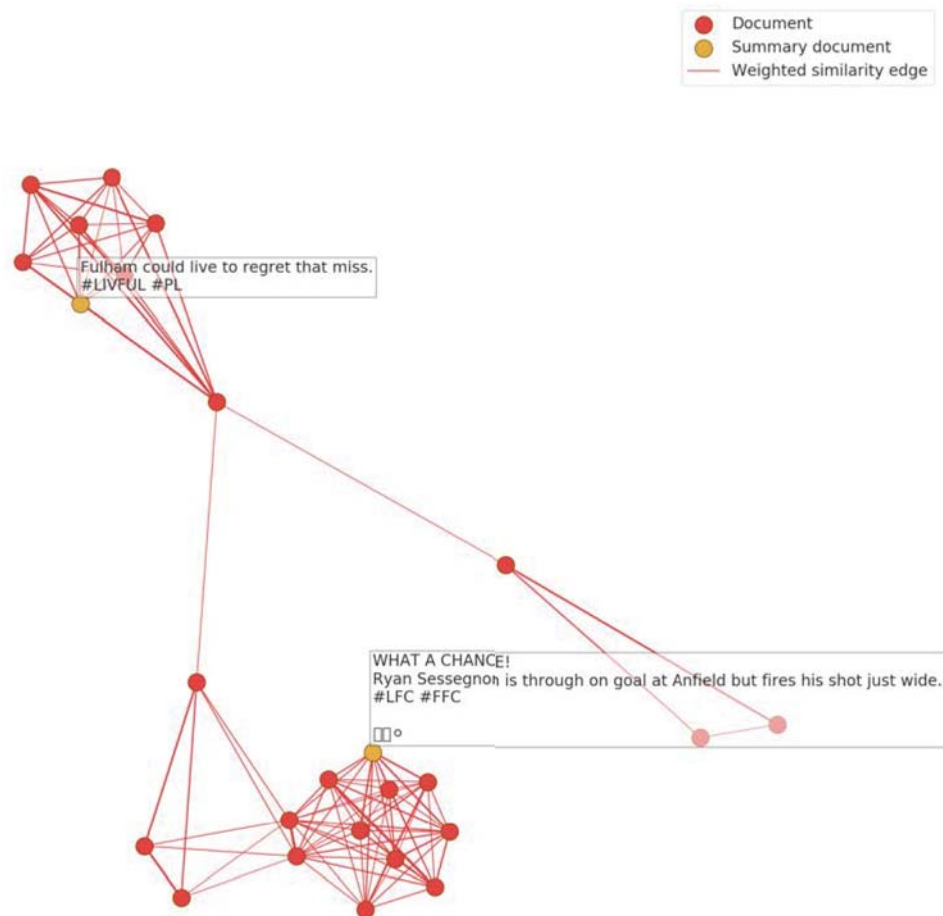 Document
Summary document
Weighted similarity edge
Fulham could live to regret that miss.
#LIVFUL #PL
WHAT A CHANCE!
Ryan Sessegnon is through on goal at Anfield but fires his shot just wide.
#LFC #FFC